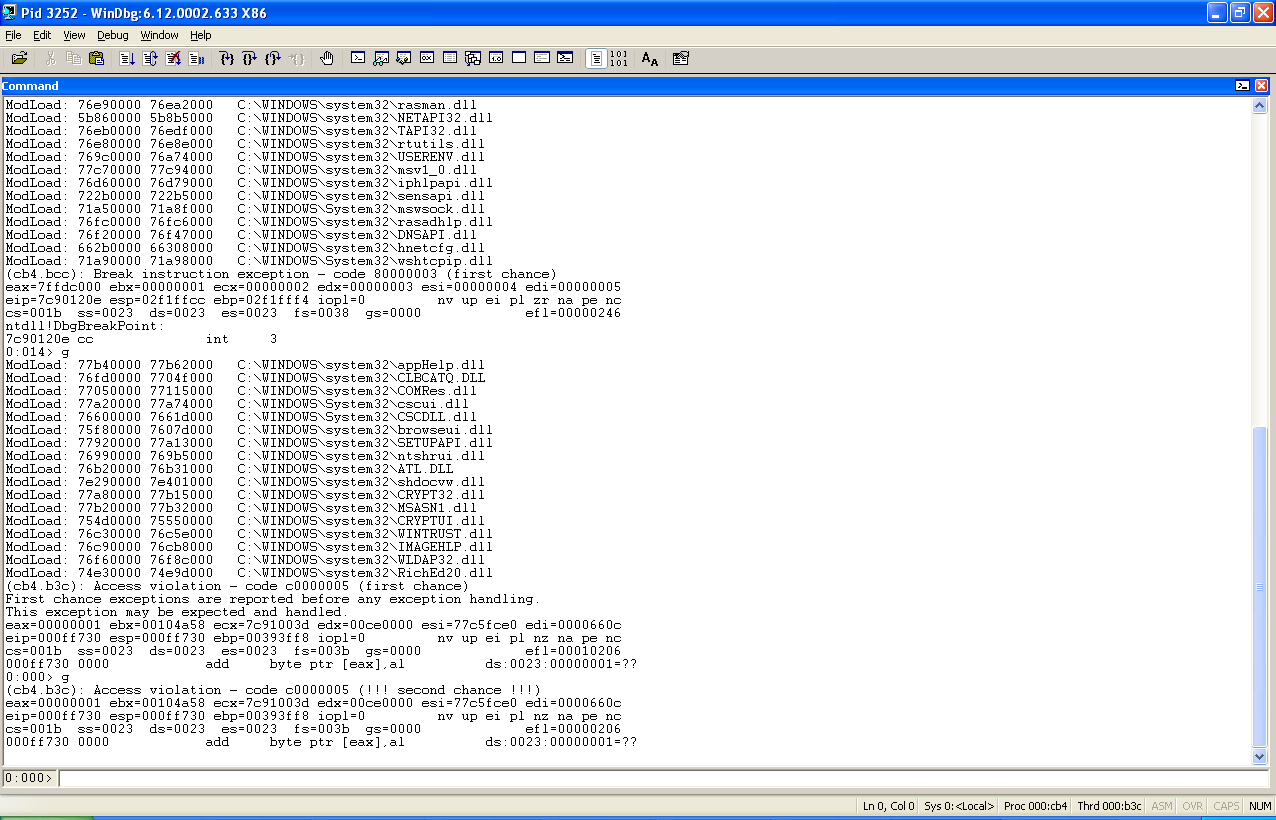 Pid 3252 - WinDbg:6.12.0002.633 X86
File Edit View Debug Window Help
Command
ModLoad: 76e90000 76ea2000   C:\WINDOWS\system32\rasman.dll
ModLoad: 5b860000 5b8b5000   C:\WINDOWS\system32\NETAPI32.dll
ModLoad: 76eb0000 76edf000   C:\WINDOWS\system32\TAPI32.dll
ModLoad: 76e80000 76e8e000   C:\WINDOWS\system32\rtutils.dll
ModLoad: 769c0000 76a74000   C:\WINDOWS\system32\USERENV.dll
ModLoad: 77c70000 77c94000   C:\WINDOWS\system32\msv1_0.dll
ModLoad: 76d60000 76d79000   C:\WINDOWS\system32\iphlpapi.dll
ModLoad: 722b0000 722b5000   C:\WINDOWS\system32\sensapi.dll
ModLoad: 71a50000 71a8f000   C:\WINDOWS\System32\mswsock.dll
ModLoad: 76fc0000 76fc6000   C:\WINDOWS\system32\rasadhlp.dll
ModLoad: 76f20000 76f47000   C:\WINDOWS\system32\DNSAPI.dll
ModLoad: 662b0000 66308000   C:\WINDOWS\system32\hnetcfg.dll
ModLoad: 71a90000 71a98000   C:\WINDOWS\System32\wshtcpip.dll
(cb4.bcc): Break instruction exception - code 80000003 (first chance)
eax=7ffdc000 ebx=00000001 ecx=00000002 edx=00000003 esi=00000004 edi=00000005
eip=7c90120e esp=02f1ffcc ebp=02f1fff4 iopl=0         nv up ei pl zr na pe nc
cs=001b  ss=0023  ds=0023  es=0023  fs=0038  gs=0000             efl=00000246
ntdll!DbgBreakPoint:
7c90120e cc              int     3
0:014> g
ModLoad: 77b40000 77b62000   C:\WINDOWS\system32\appHelp.dll
ModLoad: 76fd0000 7704f000   C:\WINDOWS\system32\CLBCATQ.DLL
ModLoad: 77050000 77115000   C:\WINDOWS\system32\COMRes.dll
ModLoad: 77a20000 77a74000   C:\WINDOWS\System32\cscui.dll
ModLoad: 76600000 7661d000   C:\WINDOWS\System32\CSCDLL.dll
ModLoad: 75f80000 7607d000   C:\WINDOWS\system32\browseui.dll
ModLoad: 77920000 77a13000   C:\WINDOWS\system32\SETUPAPI.dll
ModLoad: 76990000 769b5000   C:\WINDOWS\system32\ntshrui.dll
ModLoad: 76b20000 76b31000   C:\WINDOWS\system32\ATL.DLL
ModLoad: 7e290000 7e401000   C:\WINDOWS\system32\shdocvw.dll
ModLoad: 77a80000 77b15000   C:\WINDOWS\system32\CRYPT32.dll
ModLoad: 77b20000 77b32000   C:\WINDOWS\system32\MSASN1.dll
ModLoad: 754d0000 75550000   C:\WINDOWS\system32\CRYPTUI.dll
ModLoad: 76c30000 76c5e000   C:\WINDOWS\system32\WINTRUST.dll
ModLoad: 76c90000 76cb8000   C:\WINDOWS\system32\IMAGEHLP.dll
ModLoad: 76f60000 76f8c000   C:\WINDOWS\system32\WLDAP32.dll
ModLoad: 74e30000 74e9d000   C:\WINDOWS\system32\RichEd20.dll
(cb4.b3c): Access violation - code c0000005 (first chance)
First chance exceptions are reported before any exception handling.
This exception may be expected and handled.
eax=00000001 ebx=00104a58 ecx=7c91003d edx=00ce0000 esi=77c5fce0 edi=0000660c
eip=000ff730 esp=000ff730 ebp=00393ff8 iopl=0         nv up ei pl nz na pe nc
cs=001b  ss=0023  ds=0023  es=0023  fs=003b  gs=0000             efl=00010206
000ff730 0000            add     byte ptr [eax],al          ds:0023:00000001=??
0:000> g
(cb4.b3c): Access violation - code c0000005 (!!! second chance !!!)
eax=00000001 ebx=00104a58 ecx=7c91003d edx=00ce0000 esi=77c5fce0 edi=0000660c
eip=000ff730 esp=000ff730 ebp=00393ff8 iopl=0         nv up ei pl nz na pe nc
cs=001b  ss=0023  ds=0023  es=0023  fs=003b  gs=0000             efl=00000206
000ff730 0000            add     byte ptr [eax],al          ds:0023:00000001=??
0:000>
Ln 0, Col 0 Sys 0:<Local> Proc 000:cb4 Thrd 000:b3c ASM OVR CAPS NUM